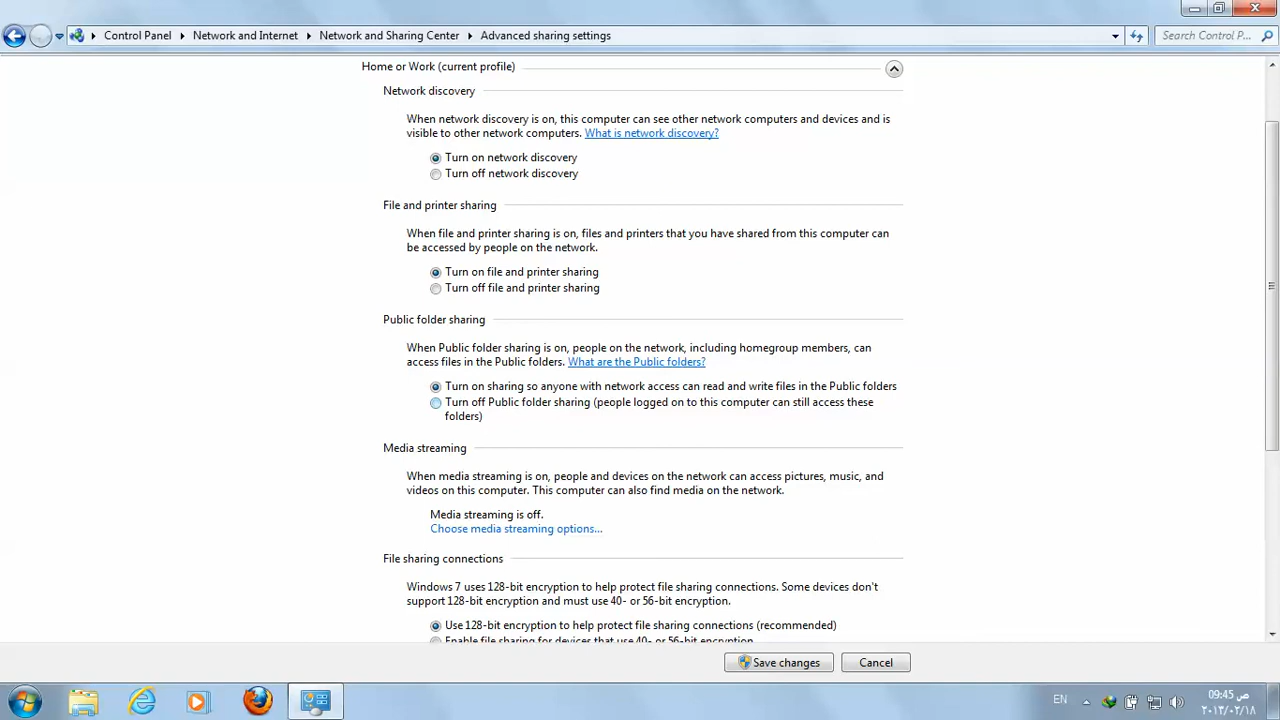 Control Panel
Network and Internet
Network and Sharing Center
Advanced sharing settings
Search Control P...
Home or Work (current profile)
Network discovery
When network discovery is on, this computer can see other network computers and devices and is
visible to other network computers. What is network discovery?
Turn on network discovery
Turn off network discovery
File and printer sharing
When file and printer sharing is on, files and printers that you have shared from this computer can
be accessed by people on the network.
Turn on file and printer sharing
Turn off file and printer sharing
Public folder sharing
When Public folder sharing is on, people on the network, including homegroup members, can
access files in the Public folders. What are the Public folders?
Turn on sharing so anyone with network access can read and write files in the Public folders
Turn off Public folder sharing (people logged on to this computer can still access these
folders)
Media streaming
When media streaming is on, people and devices on the network can access pictures, music, and
videos on this computer. This computer can also find media on the network.
Media streaming is off.
Choose media streaming options...
File sharing connections
Windows 7 uses 128-bit encryption to help protect file sharing connections. Some devices don't
support 128-bit encryption and must use 40- or 56-bit encryption.
Use 128-bit encryption to help protect file sharing connections (recommended)
Enable file sharing for devices that use 40- or 56-bit encryption
Save changes
Cancel
EN
09:45 ص
٢٠١٣/٠٢/١٨